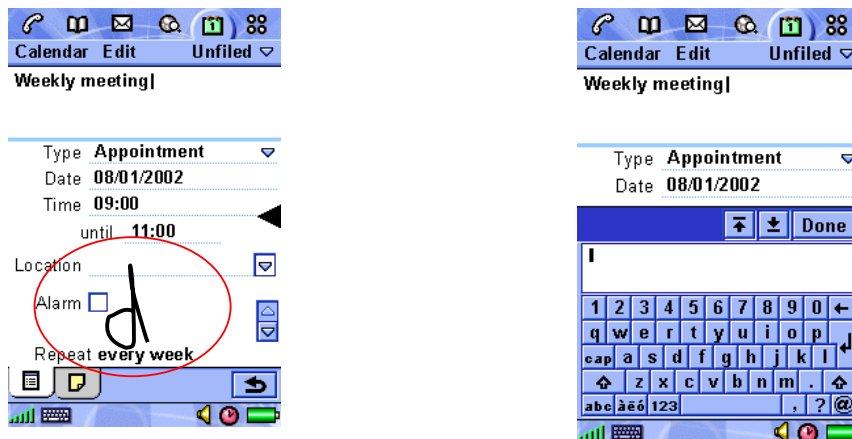 Calendar Edit Unfiled
Weekly meeting
Type Appointment
Date 08/01/2002
Time 09:00
until 11:00
Location
Alarm
d
Repeat every week
Calendar Edit Unfiled
Weekly meeting
Type Appointment
Date 08/01/2002
Done
1 2 3 4 5 6 7 8 9 0
q w e r t y u i o p
cap a s d f g h j k l
z x c v b n m .
abc àëó 123 , ? @